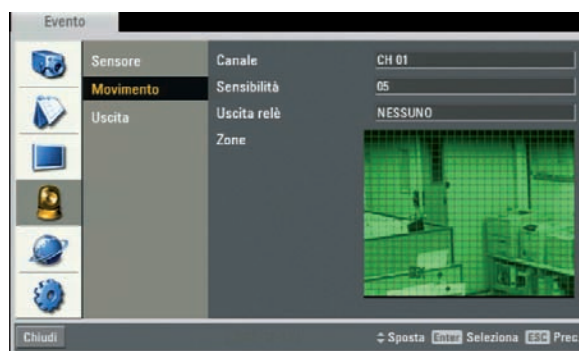 Evento
Sensore
Movimento
Uscita
Canale CH 01
Sensibilità 05
Uscita relè NESSUNO
Zone
Chiudi
Sposta Enter Seleziona ESC Prec